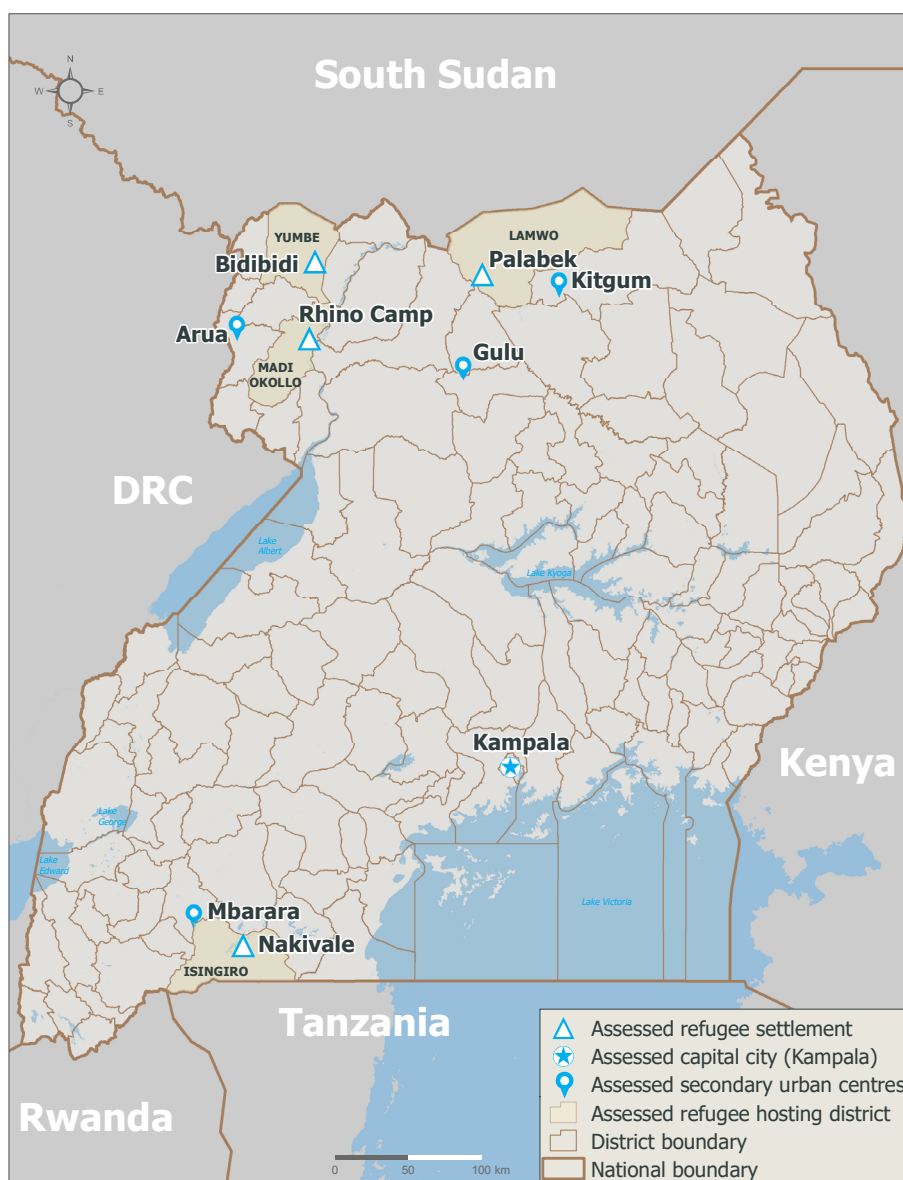 South Sudan
N
W
E
S
YUMBE
LAMWO
Bidibidi
Palabek
Kitgum
Rhino Camp
Arua
Gulu
MADI
OKOLLO
DRC
Lake
Albert
Lake Kyoga
Kampala
Kenya
Lake
George
Lake
Edward
Mbarara
Lake Victoria
Nakivale
ISINGIRO
Tanzania
Rwanda
Assessed refugee settlement
Assessed capital city (Kampala)
Assessed secondary urban centres
Assessed refugee hosting district
District boundary
National boundary
0 50 100 km